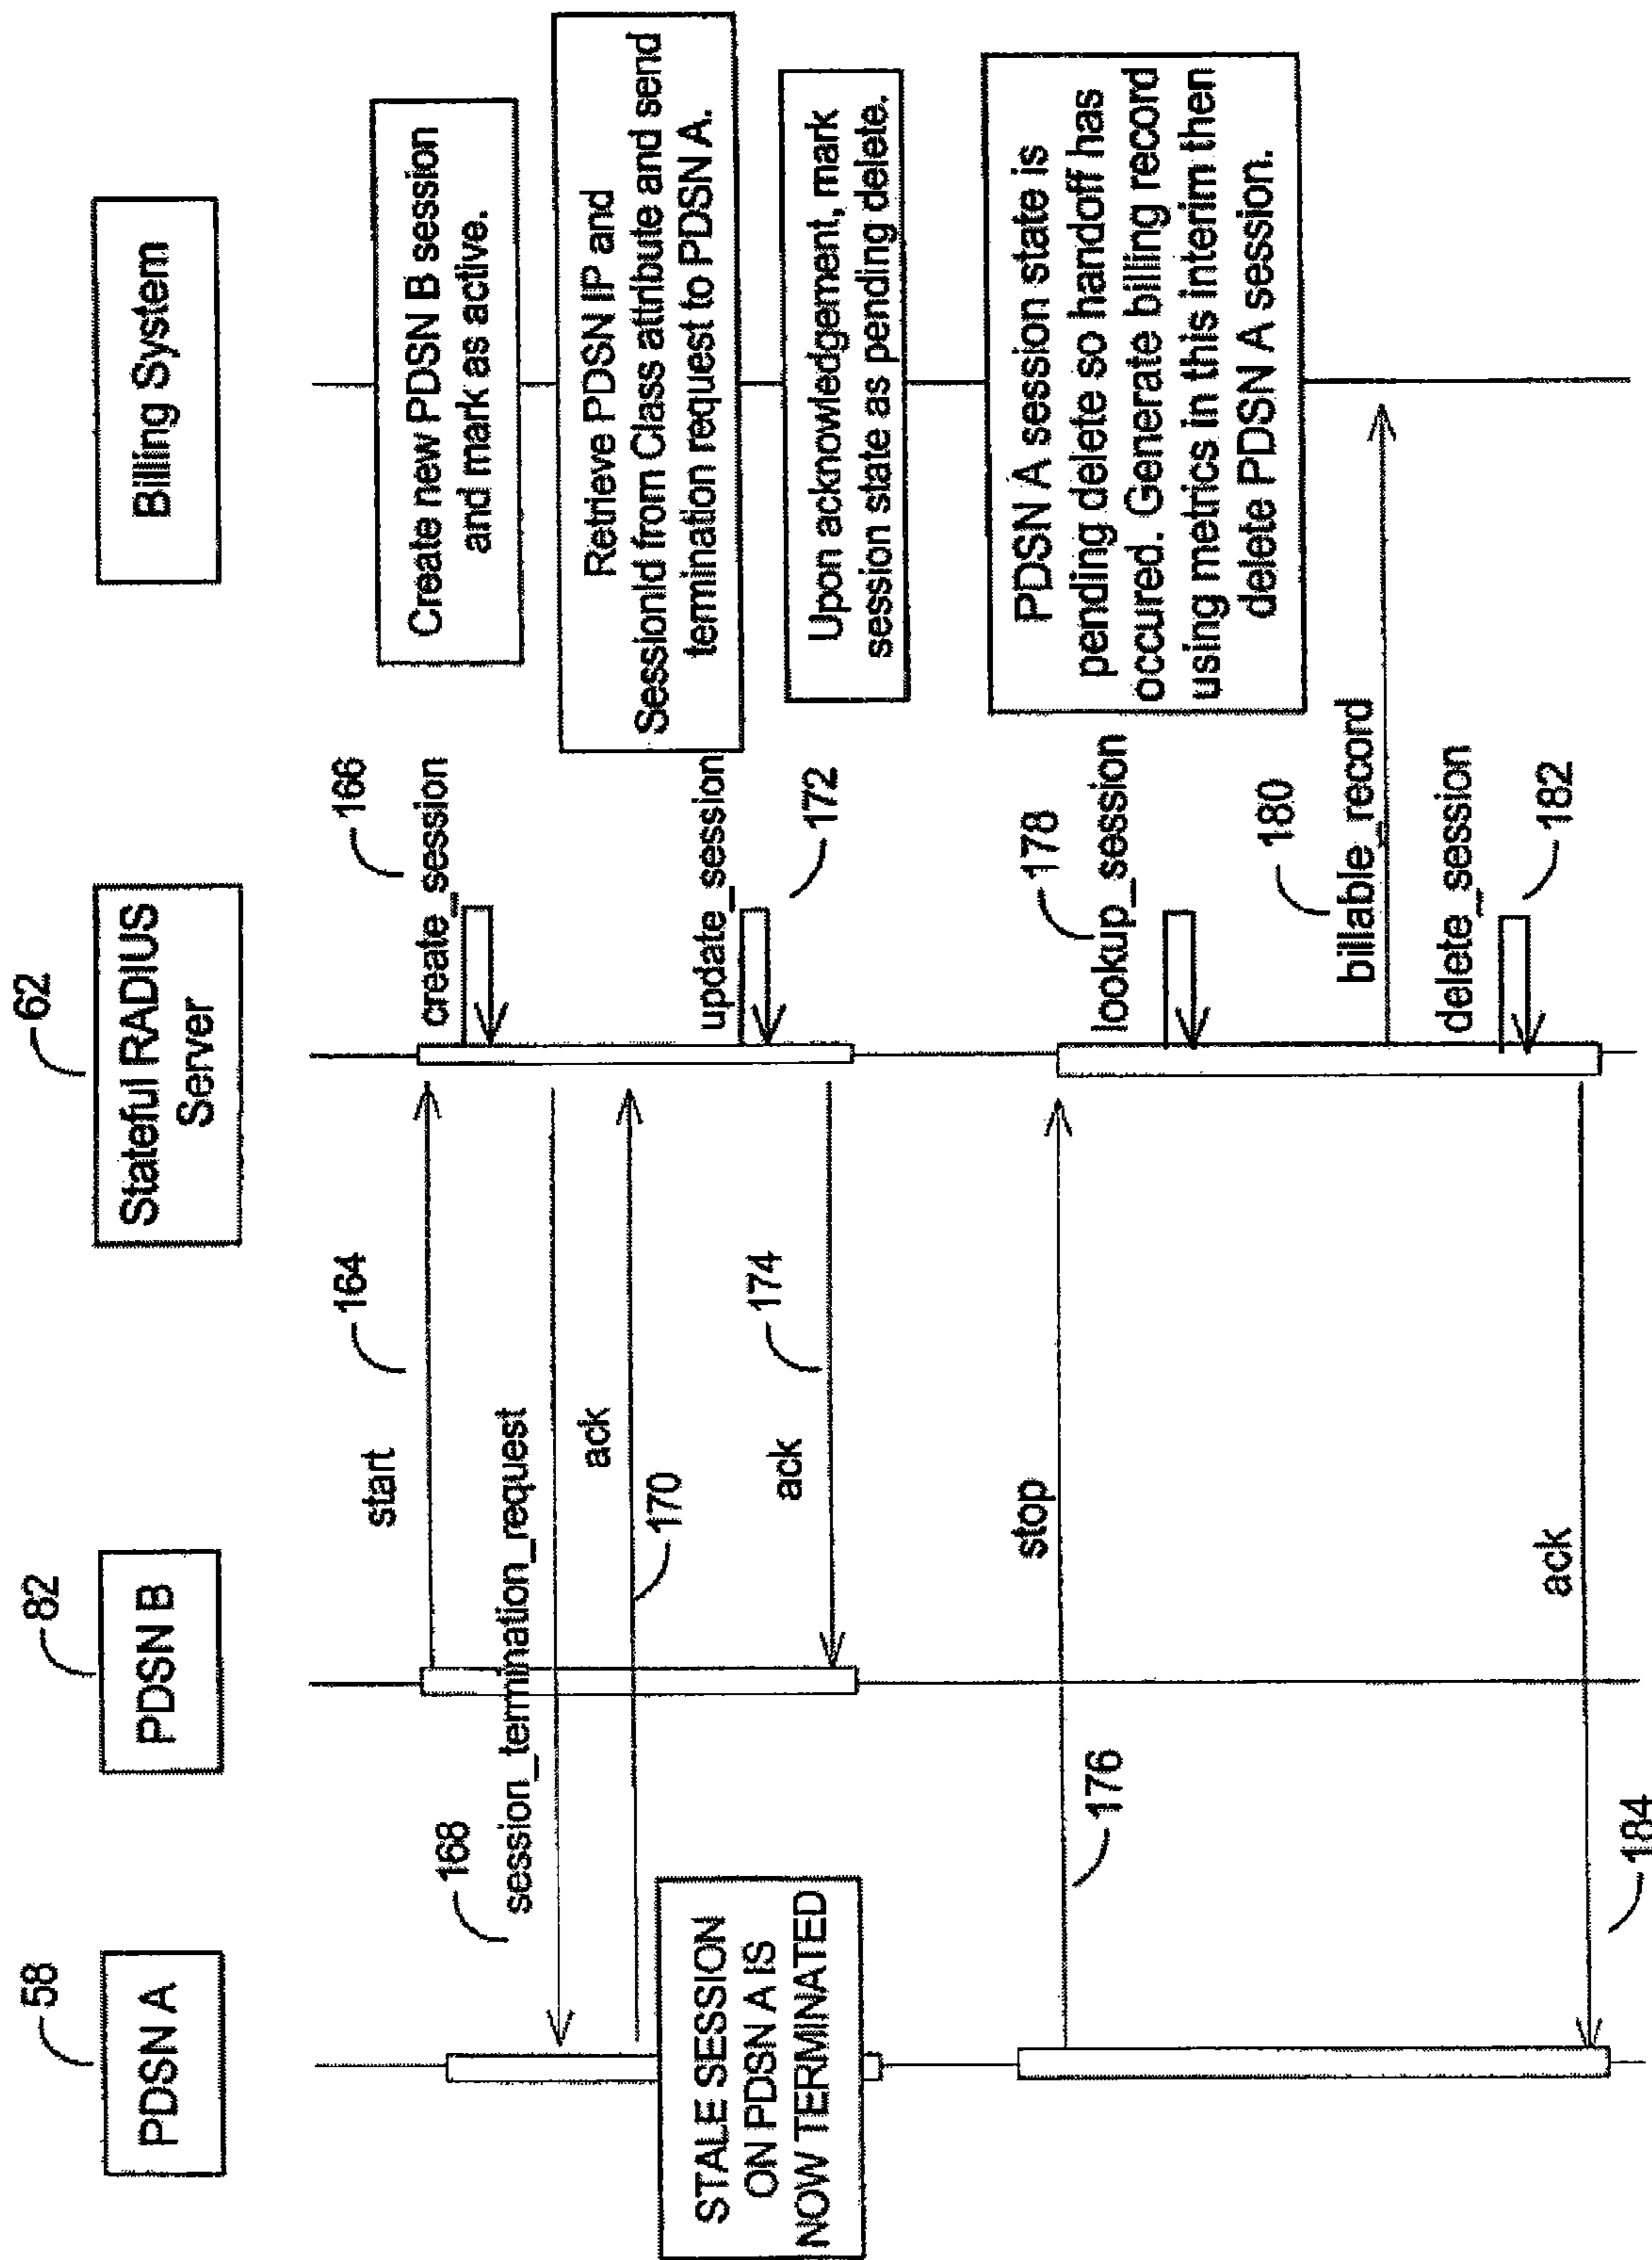 58
PDSN A
82
PDSN B
62
Stateful RADIUS
Server
Billing System
start
164
166
create_session
Create new PDSN B session
and mark as active.
168
session_termination_request
Retrieve PDSN IP and
SessionId from Class attribute and send
termination request to PDSN A.
ack
170
STALE SESSION
ON PDSN A IS
NOW TERMINATED
update_session
172
Upon acknowledgement, mark
session state as pending delete.
ack
174
stop
176
178
lookup_session
PDSN A session state is
pending delete so handoff has
occured. Generate billing record
using metrics in this interim then
delete PDSN A session.
180
billable_record
delete_session
182
ack
184